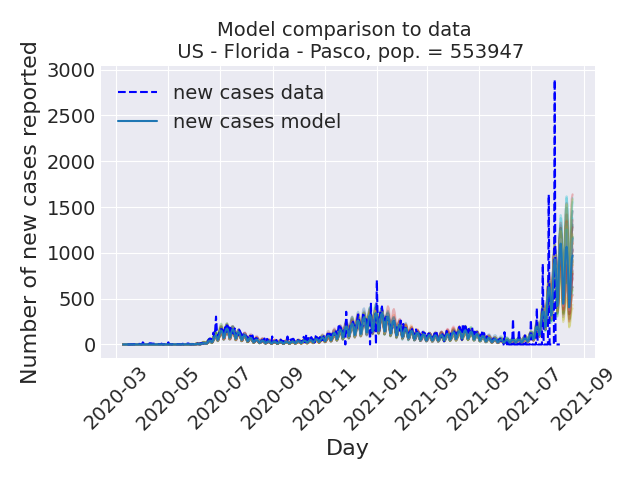 Model comparison to data
US - Florida - Pasco, pop. = 553947
Number of new cases reported
3000
2500
2000
1500
1000
500
0
new cases data
new cases model
2020-03
2020-05
2020-07
2020-09
2020-11
2021-01
2021-03
2021-05
2021-07
2021-09
Day